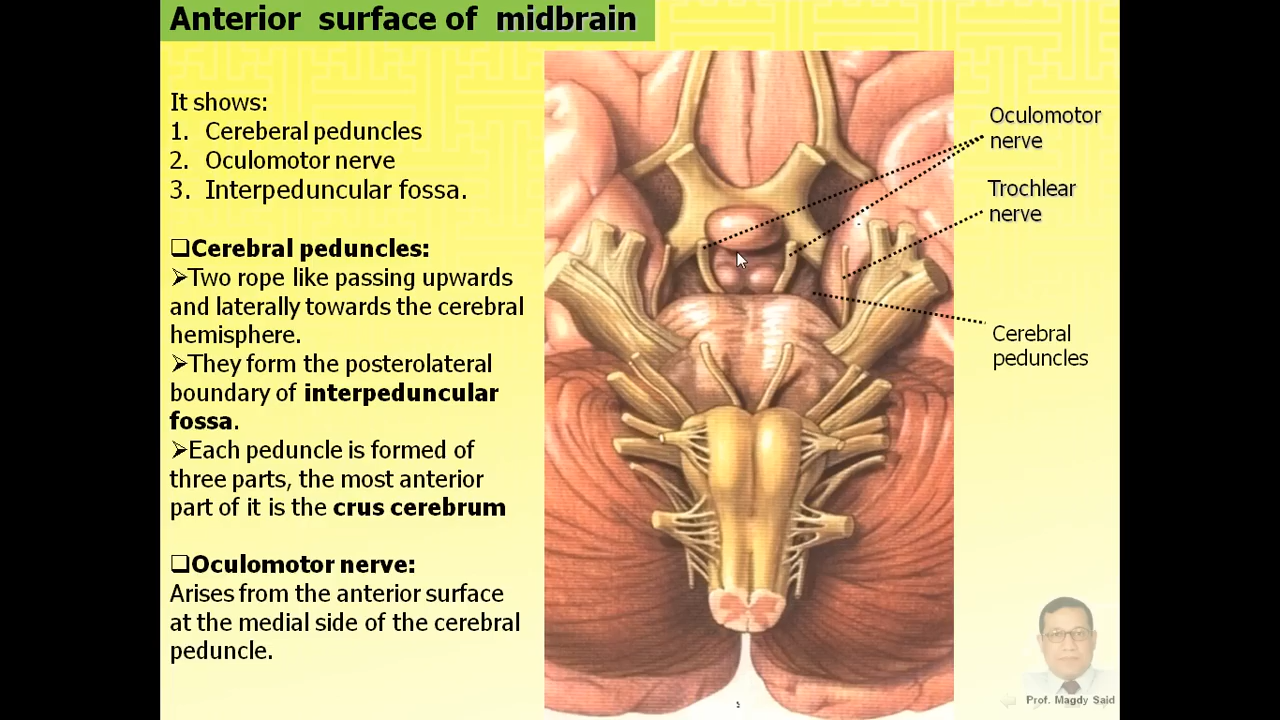 Anterior surface of midbrain
It shows:
1. Cereberal peduncles
2. Oculomotor nerve
3. Interpeduncular fossa.
❑Cerebral peduncles:
➢Two rope like passing upwards
and laterally towards the cerebral
hemisphere.
➢They form the posterolateral
boundary of interpeduncular
fossa.
➢Each peduncle is formed of
three parts, the most anterior
part of it is the crus cerebrum
❑Oculomotor nerve:
Arises from the anterior surface
at the medial side of the cerebral
peduncle.
Oculomotor
nerve
Trochlear
nerve
Cerebral
peduncles
Prof. Magdy Said